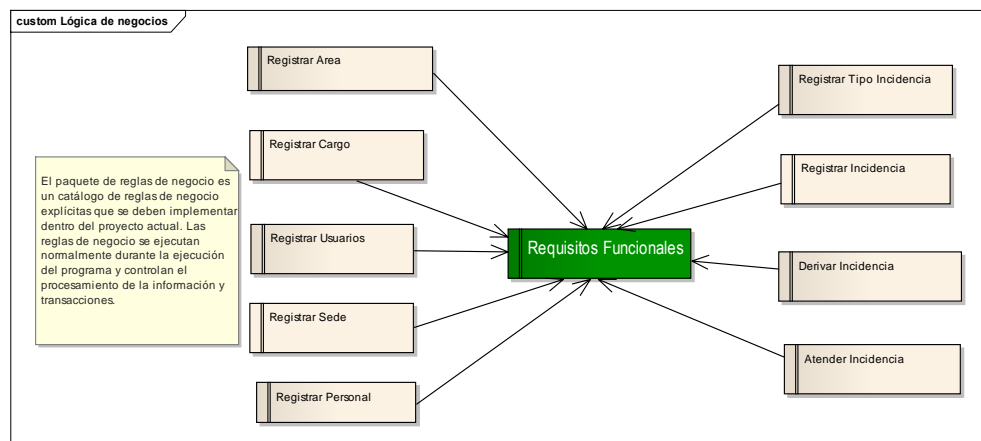 custom Lógica de negocios
Registrar Area
Registrar Cargo
Registrar Usuarios
Registrar Sede
Registrar Personal
El paquete de reglas de negocio es
un catálogo de reglas de negocio
explícitas que se deben implementar
dentro del proyecto actual. Las
reglas de negocio se ejecutan
normalmente durante la ejecución
del programa y controlan el
procesamiento de la información y
transacciones.
Requisitos Funcionales
Registrar Tipo Incidencia
Registrar Incidencia
Derivar Incidencia
Atender Incidencia